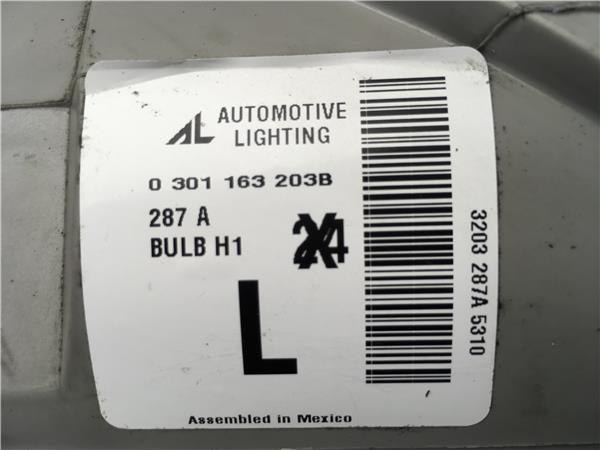 AL AUTOMOTIVE
LIGHTING
0 301 163 203B
287 A
BULB H1
24
L
Assembled in Mexico
3203 287A 5310